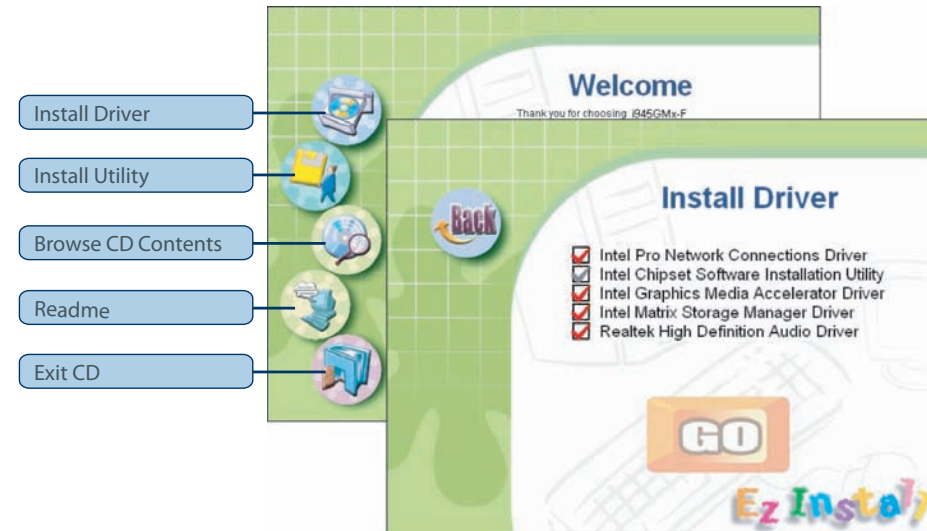 Install Driver
Install Utility
Browse CD Contents
Readme
Exit CD
Welcome
Thank you for choosing i945GMx-F
Back
Install Driver
Intel Pro Network Connections Driver
Intel Chipset Software Installation Utility
Intel Graphics Media Accelerator Driver
Intel Matrix Storage Manager Driver
Realtek High Definition Audio Driver
GO
Ez Install